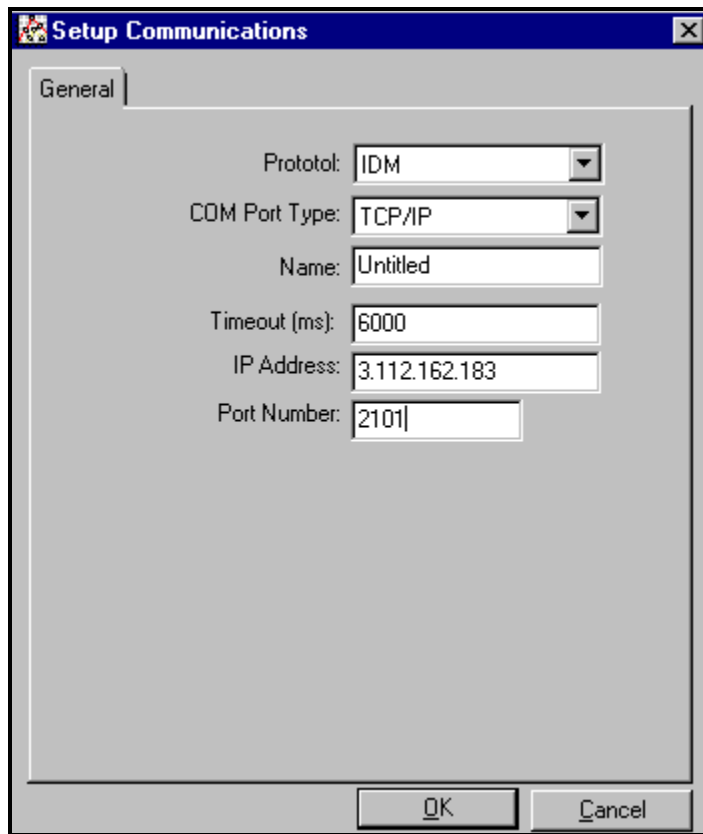 Setup Communications
General
Prototol: IDM
COM Port Type: TCP/IP
Name: Untitled
Timeout (ms): 6000
IP Address: 3.112.162.183
Port Number: 2101
OK
Cancel